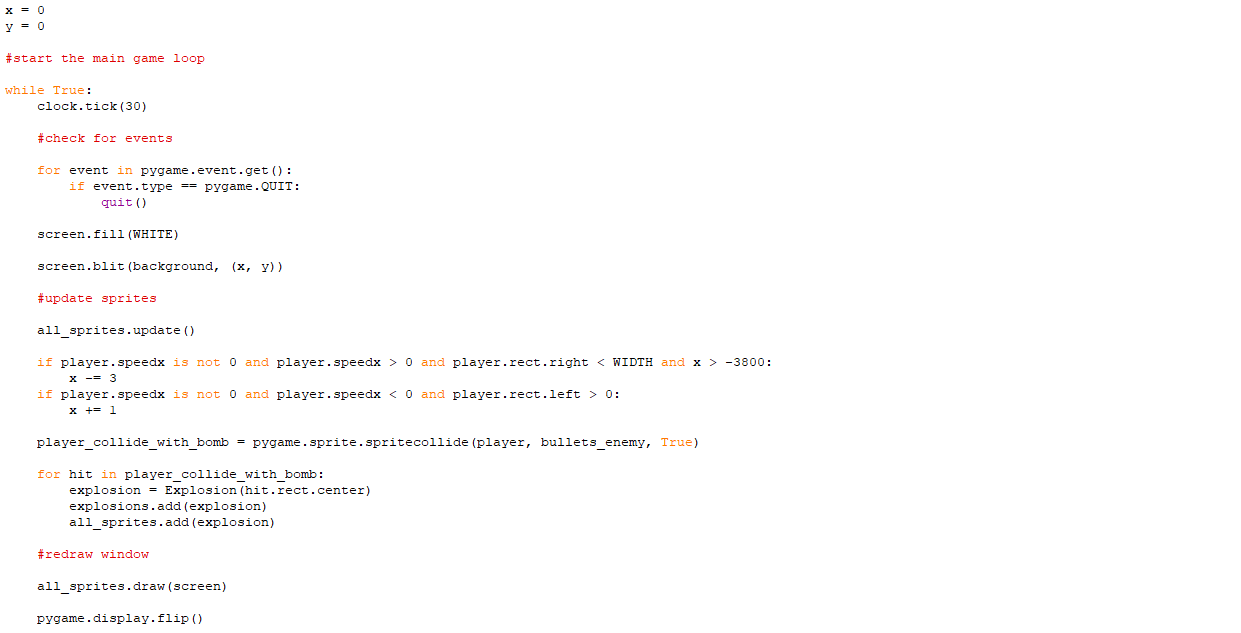 x = 0
y = 0
#start the main game loop
while True:
    clock.tick(30)
    #check for events
    for event in pygame.event.get():
        if event.type == pygame.QUIT:
            quit()
    screen.fill(WHITE)
    screen.blit(background, (x, y))
    #update sprites
    all_sprites.update()
    if player.speedx is not 0 and player.speedx > 0 and player.rect.right < WIDTH and x > -3800:
        x -= 3
    if player.speedx is not 0 and player.speedx < 0 and player.rect.left > 0:
        x += 1
    player_collide_with_bomb = pygame.sprite.spritecollide(player, bullets_enemy, True)
    for hit in player_collide_with_bomb:
        explosion = Explosion(hit.rect.center)
        explosions.add(explosion)
        all_sprites.add(explosion)
    #redraw window
    all_sprites.draw(screen)
    pygame.display.flip()